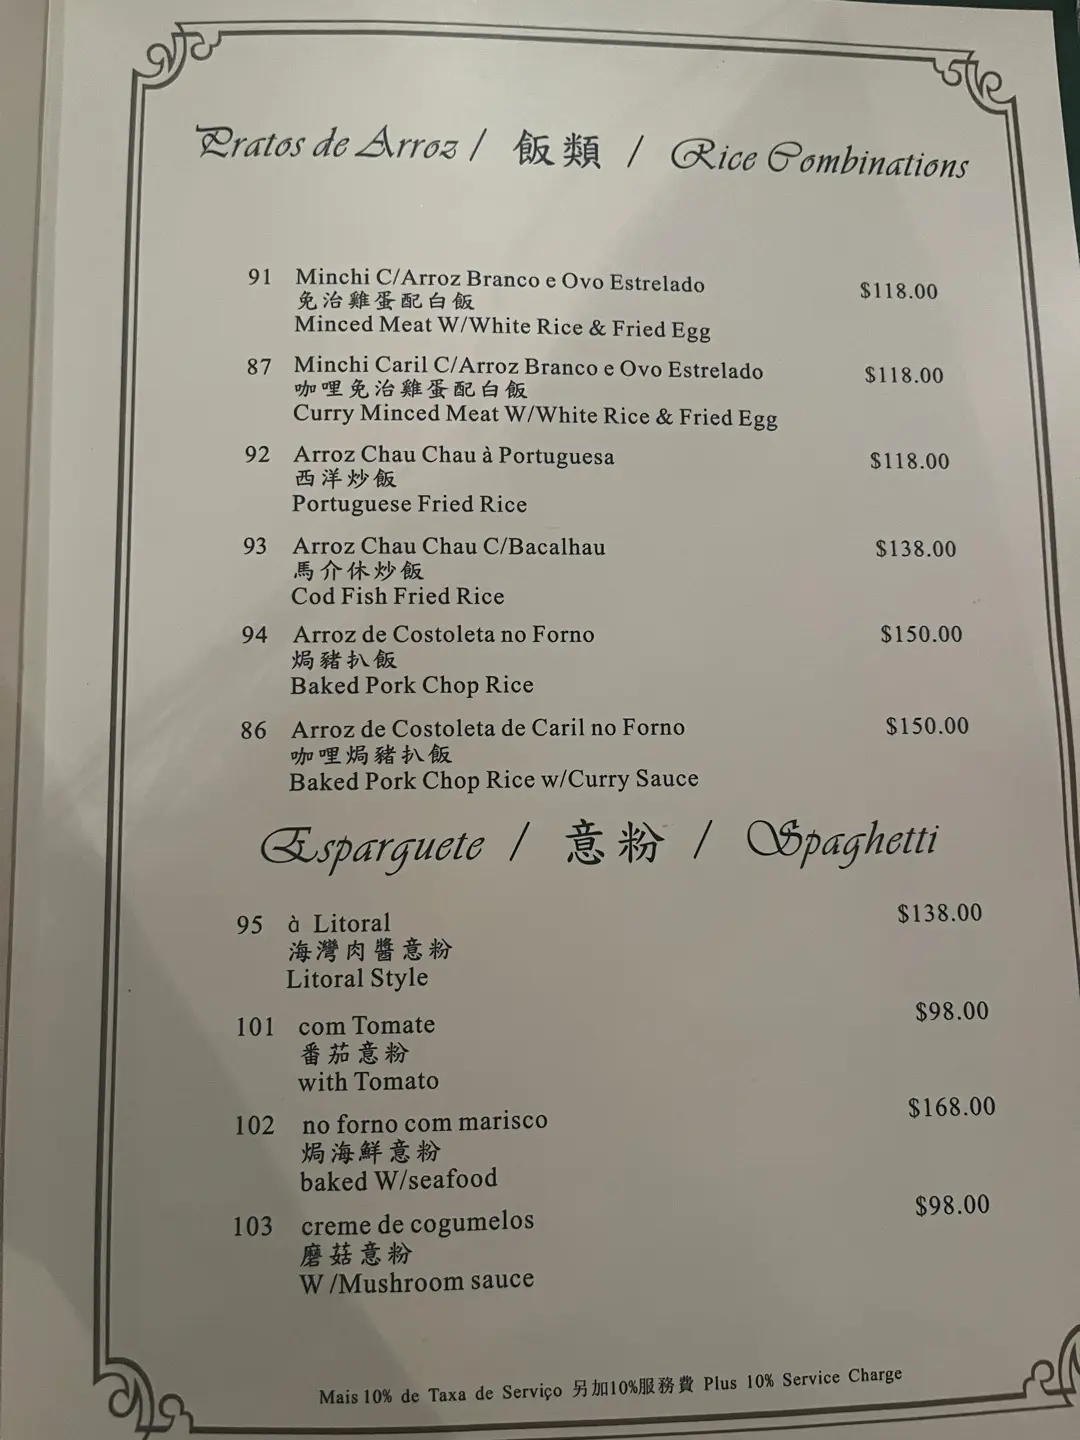 Pratos de Arroz / 飯類 / Rice Combinations
91 Minchi C/Arroz Branco e Ovo Estrelado $118.00
免治雞蛋配白飯
Minced Meat W/White Rice & Fried Egg
87 Minchi Caril C/Arroz Branco e Ovo Estrelado $118.00
咖哩免治雞蛋配白飯
Curry Minced Meat W/White Rice & Fried Egg
92 Arroz Chau Chau à Portuguesa $118.00
西洋炒飯
Portuguese Fried Rice
93 Arroz Chau Chau C/Bacalhau $138.00
馬介休炒飯
Cod Fish Fried Rice
94 Arroz de Costoleta no Forno $150.00
焗豬扒飯
Baked Pork Chop Rice
86 Arroz de Costoleta de Caril no Forno $150.00
咖哩焗豬扒飯
Baked Pork Chop Rice w/Curry Sauce
Esparguete / 意粉 / Spaghetti
95 à Litoral $138.00
海灣肉醬意粉
Litoral Style
101 com Tomate $98.00
番茄意粉
with Tomato
102 no forno com marisco $168.00
焗海鮮意粉
baked W/seafood
103 creme de cogumelos $98.00
磨菇意粉
W /Mushroom sauce
Mais 10% de Taxa de Serviço 另加10%服務費 Plus 10% Service Charge